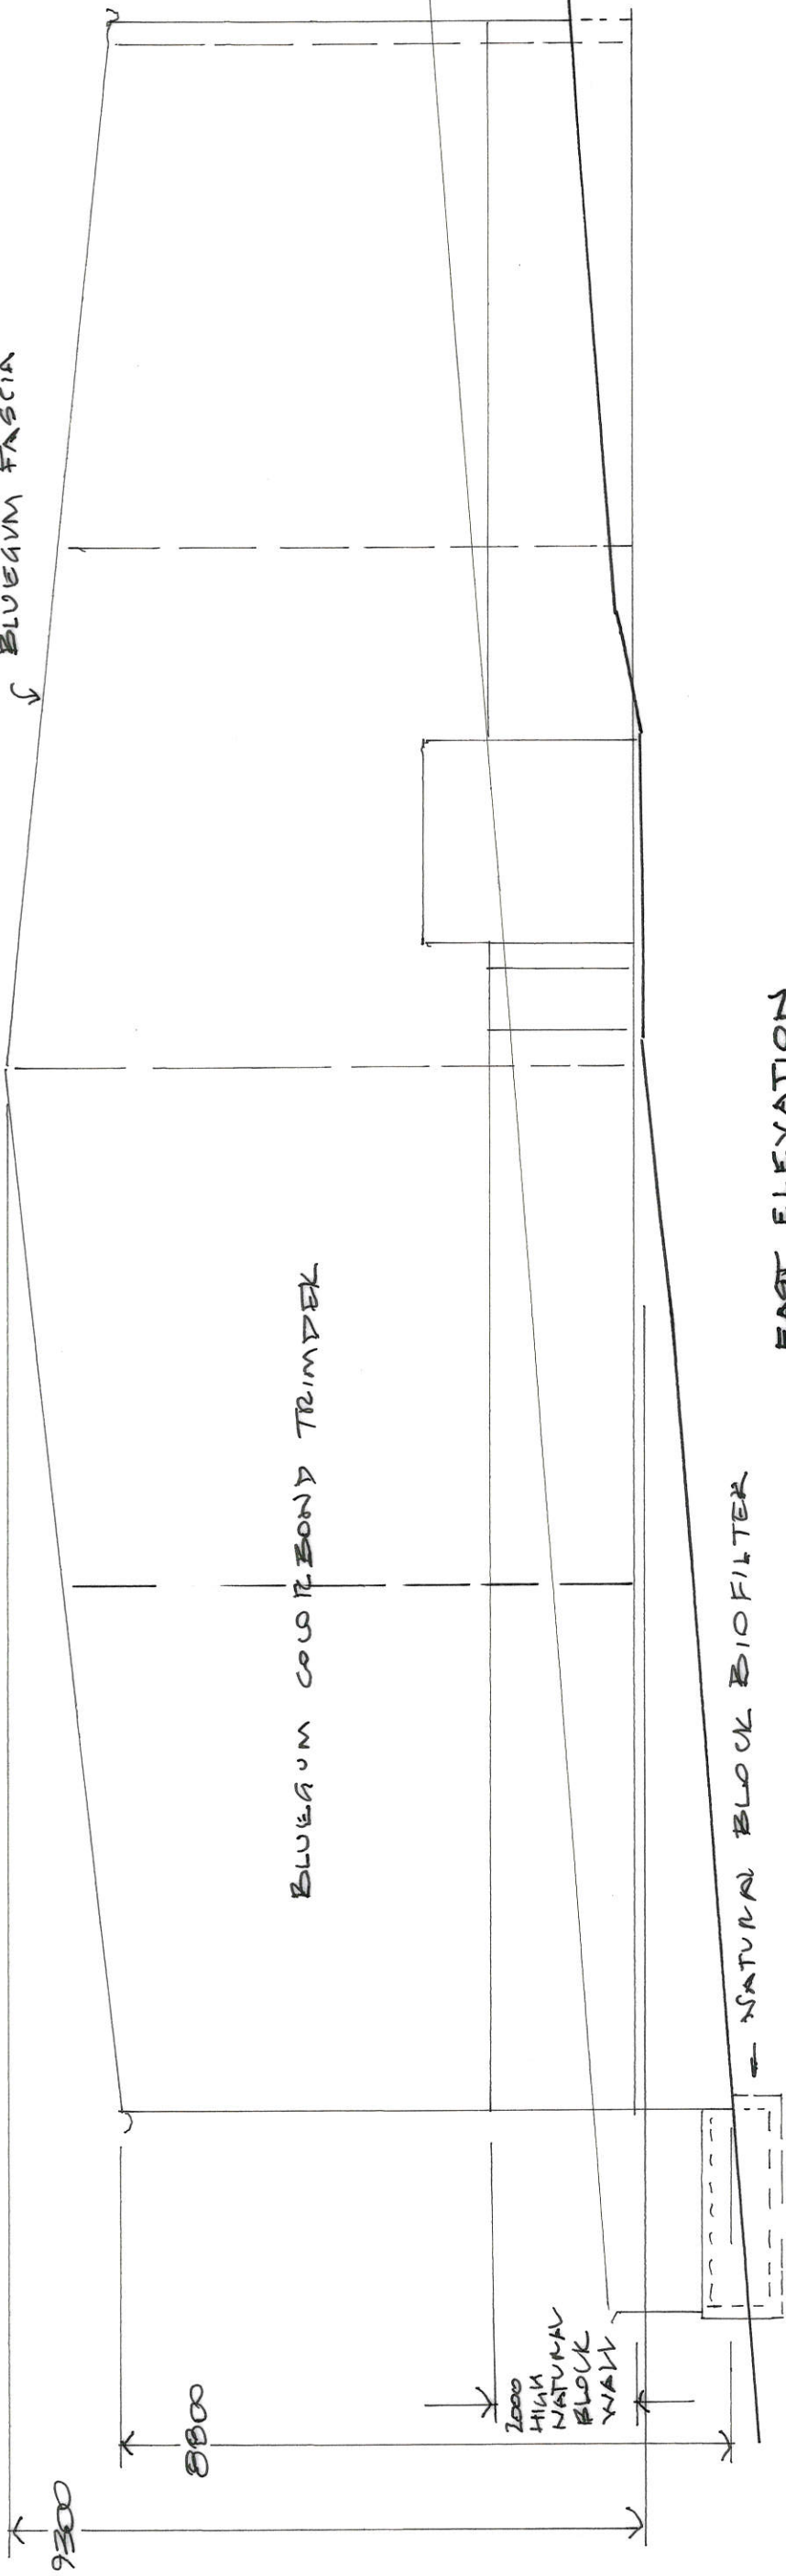 BLUEGUM FASCIA
BLUEGUM COLORBOND TRIMDEK
← NATURAL BLOCK BIOFILTER
EAST ELEVATION
9300
8800
2000
HIGH
NATURAL
BLOCK
WALL